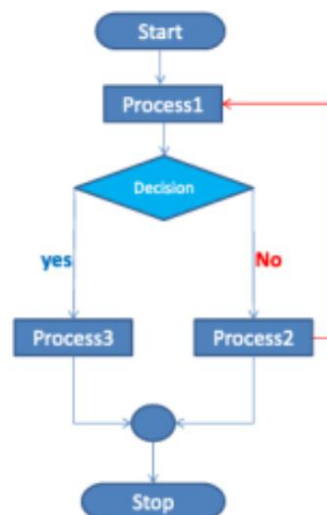 Start
Process1
Decision
yes
No
Process3
Process2
Stop